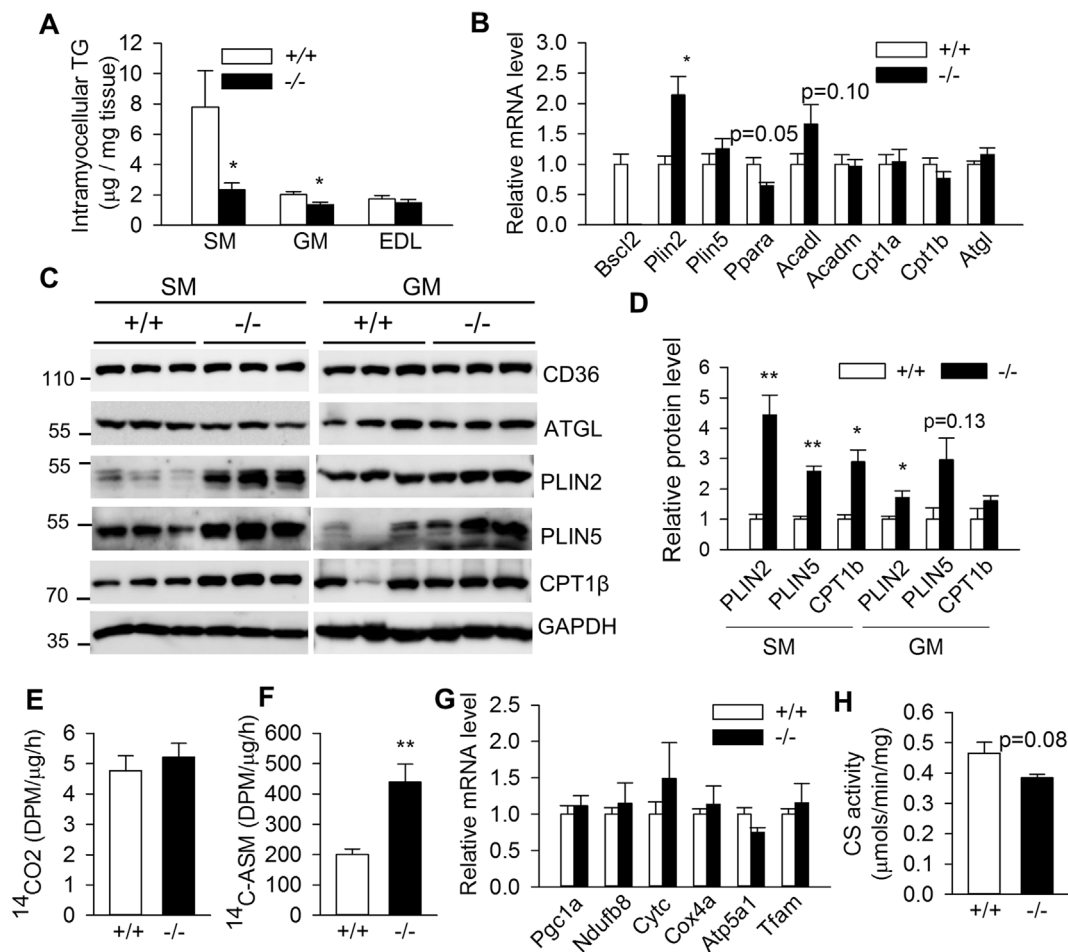 A
Intramyocellular TG
(μg / mg tissue)
12
10
8
6
4
2
0
+/+
-/-
*
*
SM
GM
EDL
B
Relative mRNA level
3.0
2.5
2.0
1.5
1.0
0.5
0.0
+/+
-/-
*
p=0.05
p=0.10
Bscl2
Plin2
Plin5
Ppara
Acadl
Acadm
Cpt1a
Cpt1b
Atgl
C
SM
GM
+/+
-/-
+/+
-/-
110
CD36
55
ATGL
55
PLIN2
55
PLIN5
70
CPT1β
35
GAPDH
D
Relative protein level
6
5
4
3
2
1
0
+/+
-/-
**
**
*
*
p=0.13
PLIN2
PLIN5
CPT1b
PLIN2
PLIN5
CPT1b
SM
GM
E
14CO2 (DPM/μg/h)
6
5
4
3
2
1
0
+/+
-/-
F
14C-ASM (DPM/μg/h)
600
500
400
300
200
100
0
**
+/+
-/-
G
Relative mRNA level
2.5
2.0
1.5
1.0
0.5
0.0
+/+
-/-
Pgc1a
Ndufb8
Cytc
Cox4a
Atp5a1
Tfam
H
CS activity
(μmols/min/mg)
0.6
0.5
0.4
0.3
0.2
0.1
0.0
p=0.08
+/+
-/-